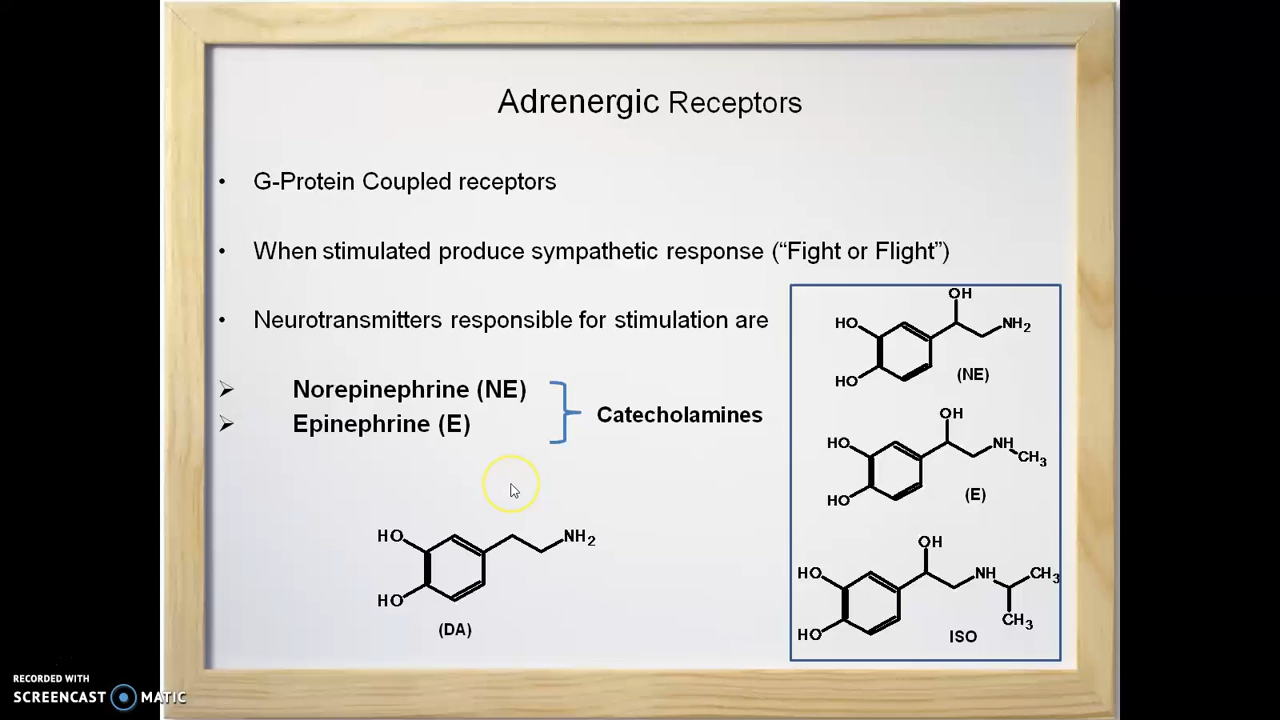 Adrenergic Receptors
• G-Protein Coupled receptors
• When stimulated produce sympathetic response (“Fight or Flight”)
• Neurotransmitters responsible for stimulation are
➢ Norepinephrine (NE)
➢ Epinephrine (E)
Catecholamines
OH
HO
NH2
HO
(NE)
OH
HO
NH
CH3
HO
(E)
OH
HO
NH
CH3
CH3
HO
ISO
HO
NH2
HO
(DA)
RECORDED WITH
SCREENCAST MATIC